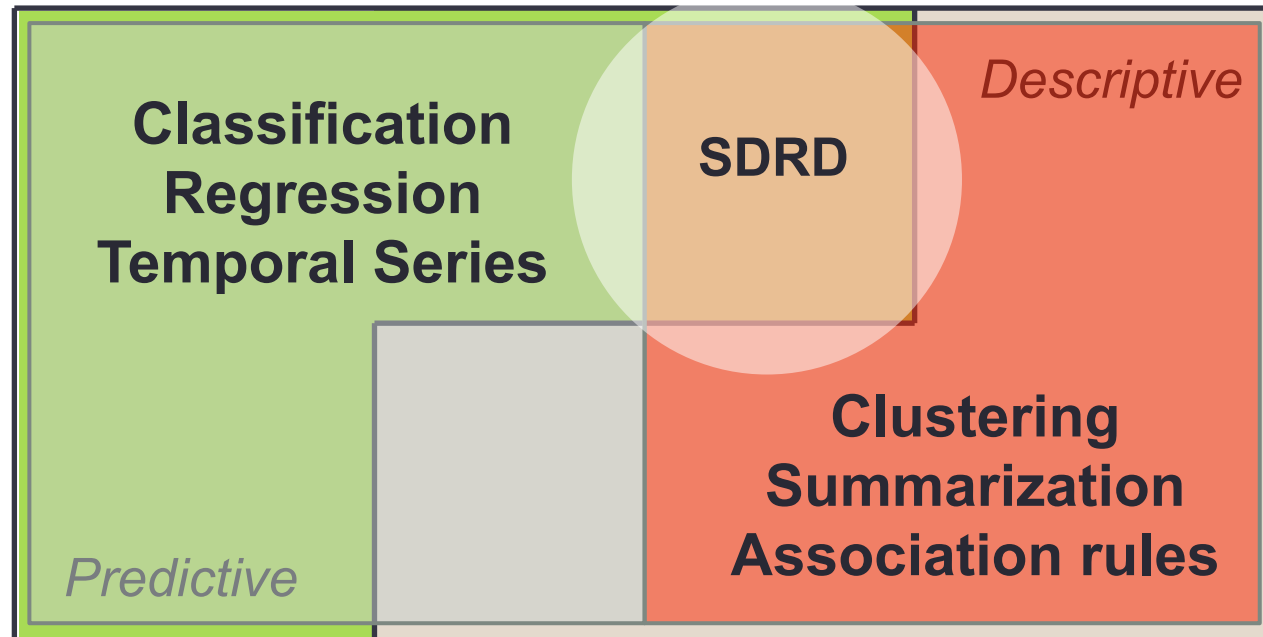 Descriptive
Classification
Regression
Temporal Series
SDRD
Clustering
Summarization
Association rules
Predictive